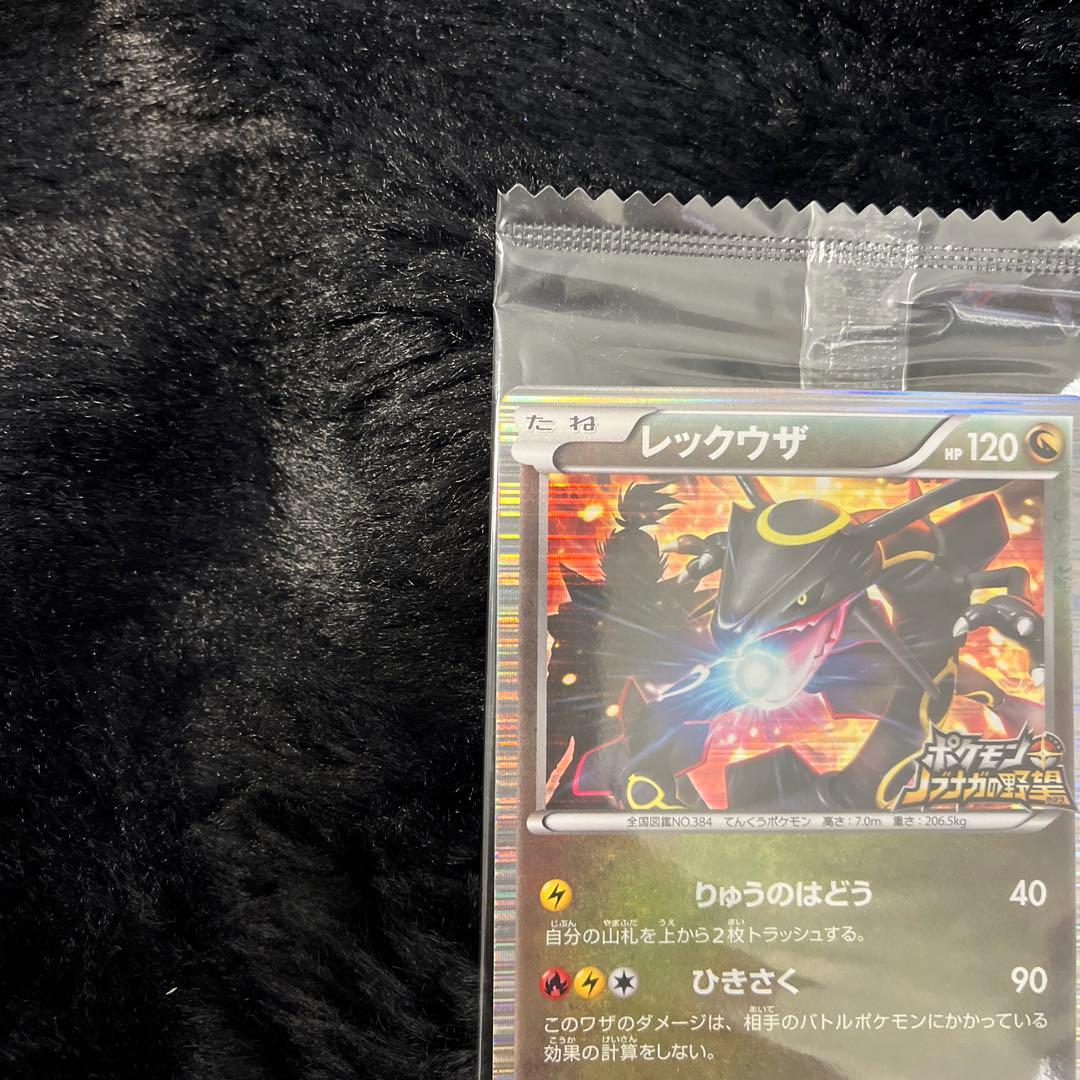 たね レックウザ HP 120
ポケモン+
ノブナガの野望
全国図鑑NO.384 てんくうポケモン 高さ:7.0m 重さ:206.5kg
りゅうのはどう 40
自分の山札を上から2枚トラッシュする。
ひきさく 90
このワザのダメージは、相手のバトルポケモンにかかっている
効果の計算をしない。